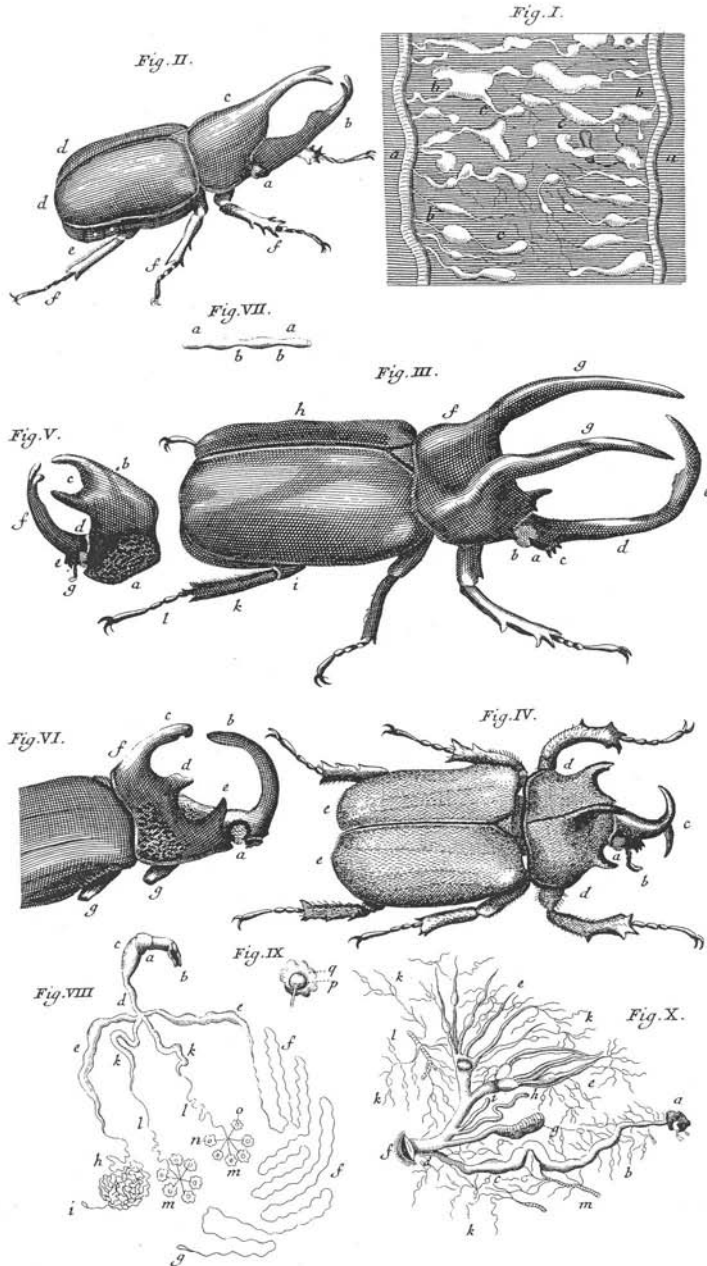 Fig. I.
b
b
c
c
a
a
b
c
Fig. II.
c
b
d
a
d
e
f
f
f
Fig. VII.
a a
b b
Fig. III.
g
h
f
g
e
d
b a c
i
k
l
Fig. V.
b
c
f
d
e
g
a
Fig. VI.
c
b
f
d
e
a
g
g
Fig. IV.
d
e
c
a
e
b
d
Fig. VIII
c a
b
d
e
e
k
k
f
l
l
o
n
m
h
m
i
f
g
Fig. IX
q
p
Fig. X.
k
e
k
l
e
a
k
i
h
g
f
b
c
m
k